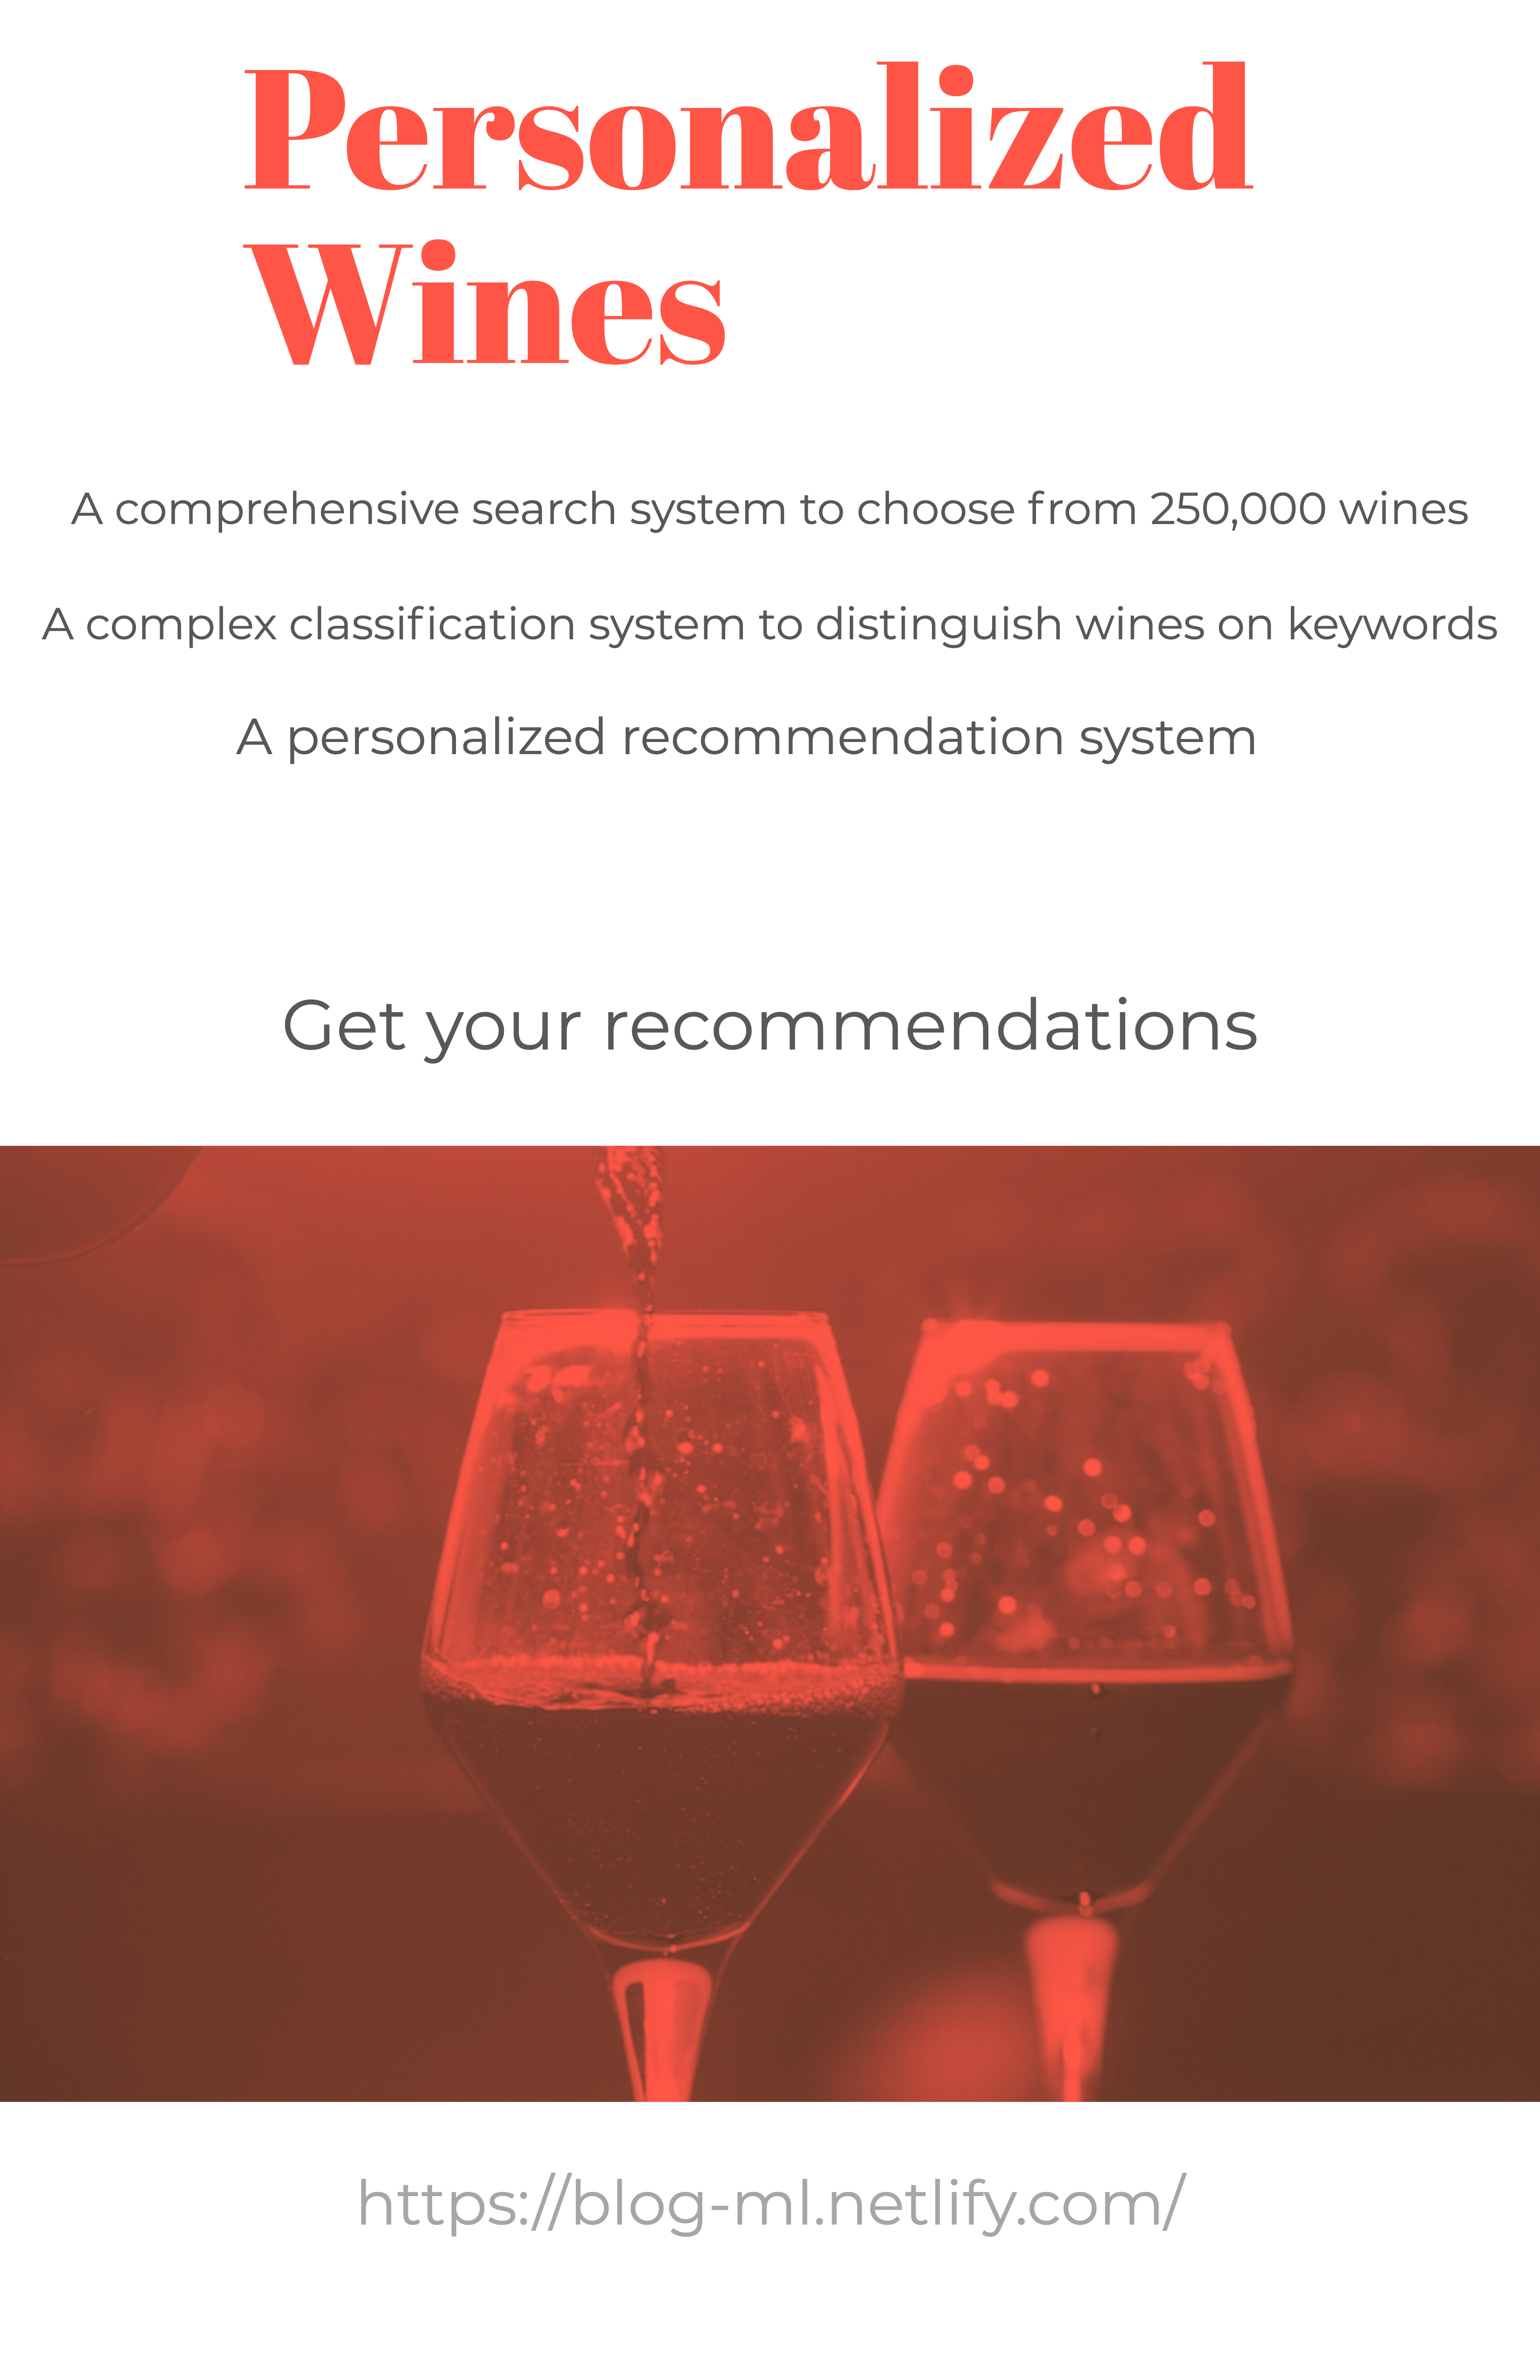 Personalized
Wines
A comprehensive search system to choose from 250,000 wines
A complex classification system to distinguish wines on keywords
A personalized recommendation system
Get your recommendations
https://blog-ml.netlify.com/